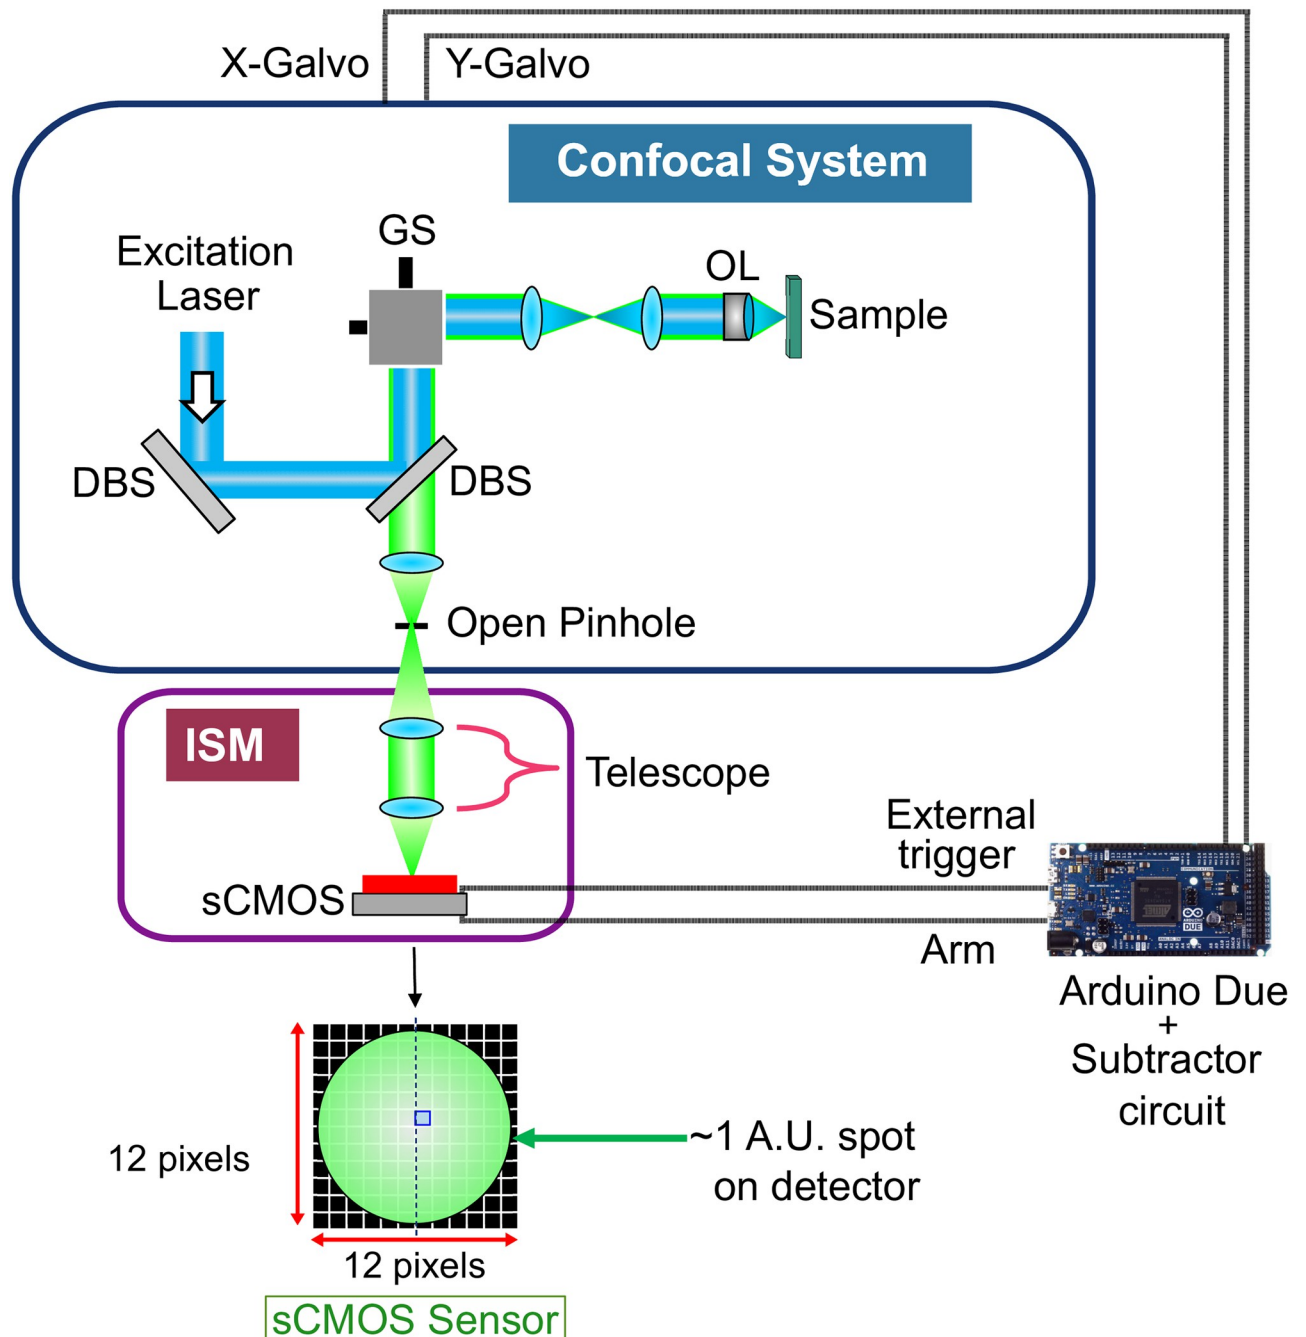 X-Galvo
Y-Galvo
Confocal System
GS
Excitation
Laser
OL
Sample
DBS
DBS
Open Pinhole
ISM
Telescope
External
trigger
sCMOS
Arm
DUE
Arduino Due
+
Subtractor
circuit
12 pixels
~1 A.U. spot
on detector
12 pixels
sCMOS Sensor